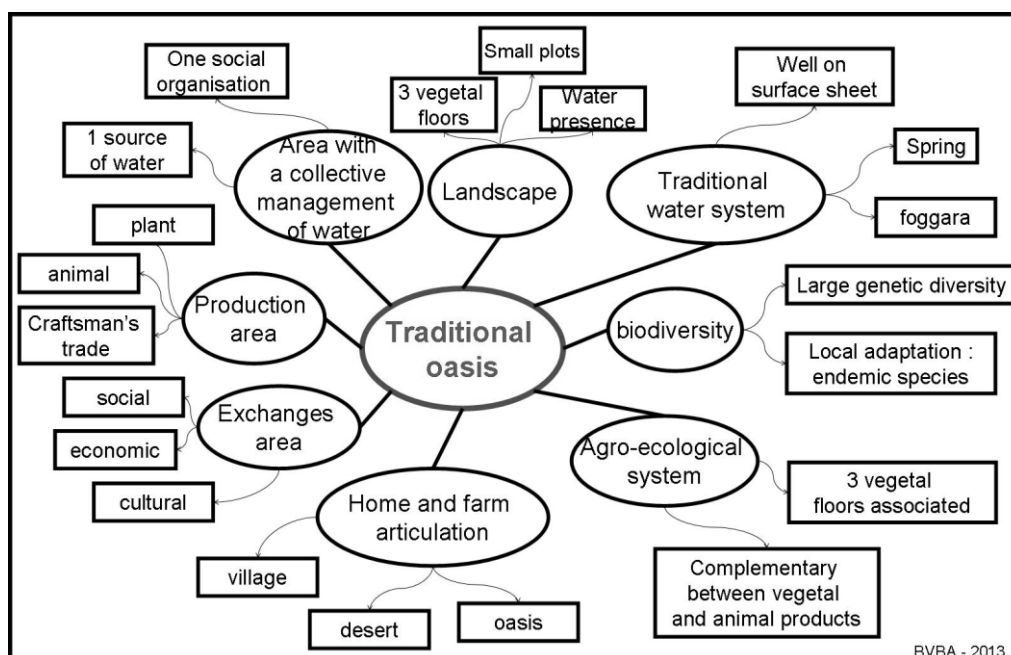 One social
organisation
1 source
of water
Area with
a collective
management
of water
Small plots
3 vegetal
floors
Water
presence
Landscape
Well on
surface sheet
Spring
foggara
Traditional
water system
plant
animal
Craftsman's
trade
Production
area
Traditional
oasis
biodiversity
Large genetic diversity
Local adaptation :
endemic species
social
economic
cultural
Exchanges
area
Home and farm
articulation
village
desert
oasis
Agro-ecological
system
3 vegetal
floors associated
Complementary
between vegetal
and animal products
BVBA - 2013